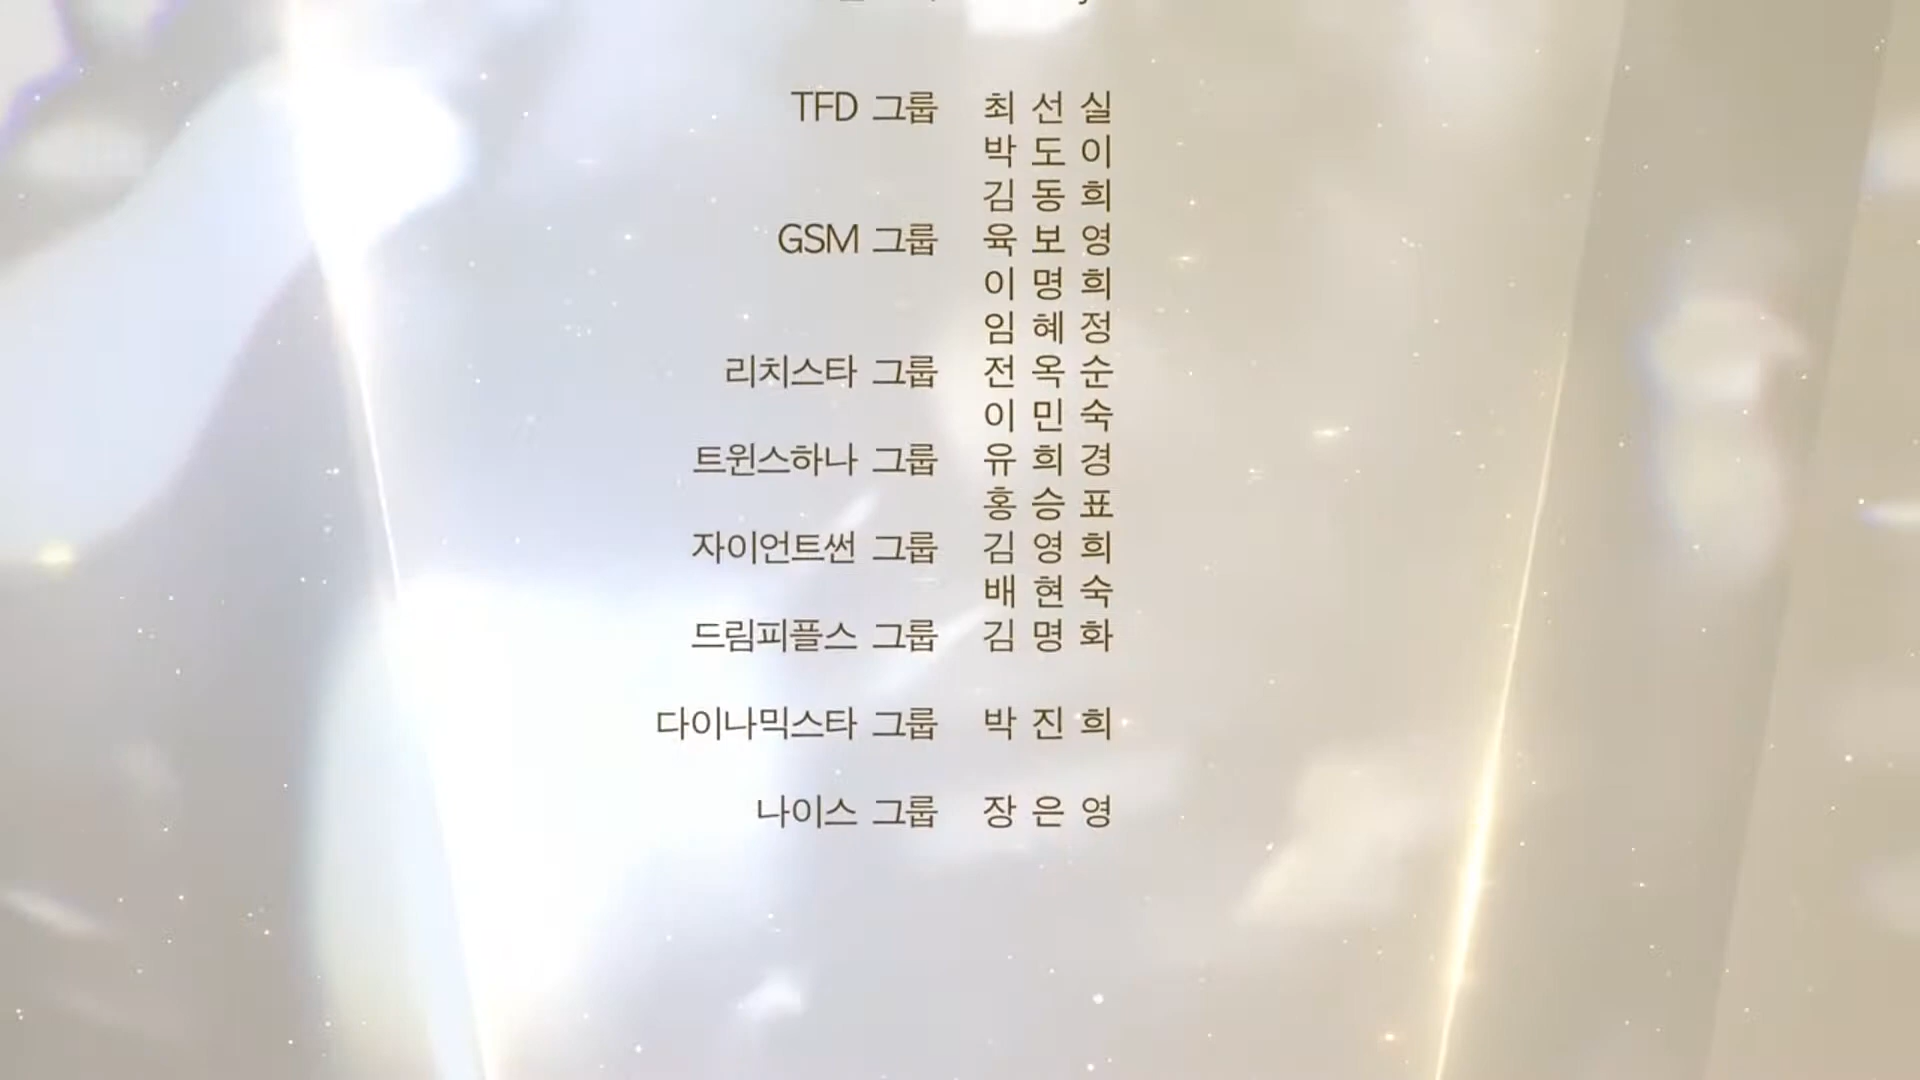 TFD 그룹 최선실
박도이
김동희
GSM 그룹 육보영
이명희
임혜정
리치스타 그룹 전옥순
이민숙
트윈스하나 그룹 유희경
홍승표
자이언트썬 그룹 김영희
배현숙
드림피플스 그룹 김명화
다이나믹스타 그룹 박진희
나이스 그룹 장은영